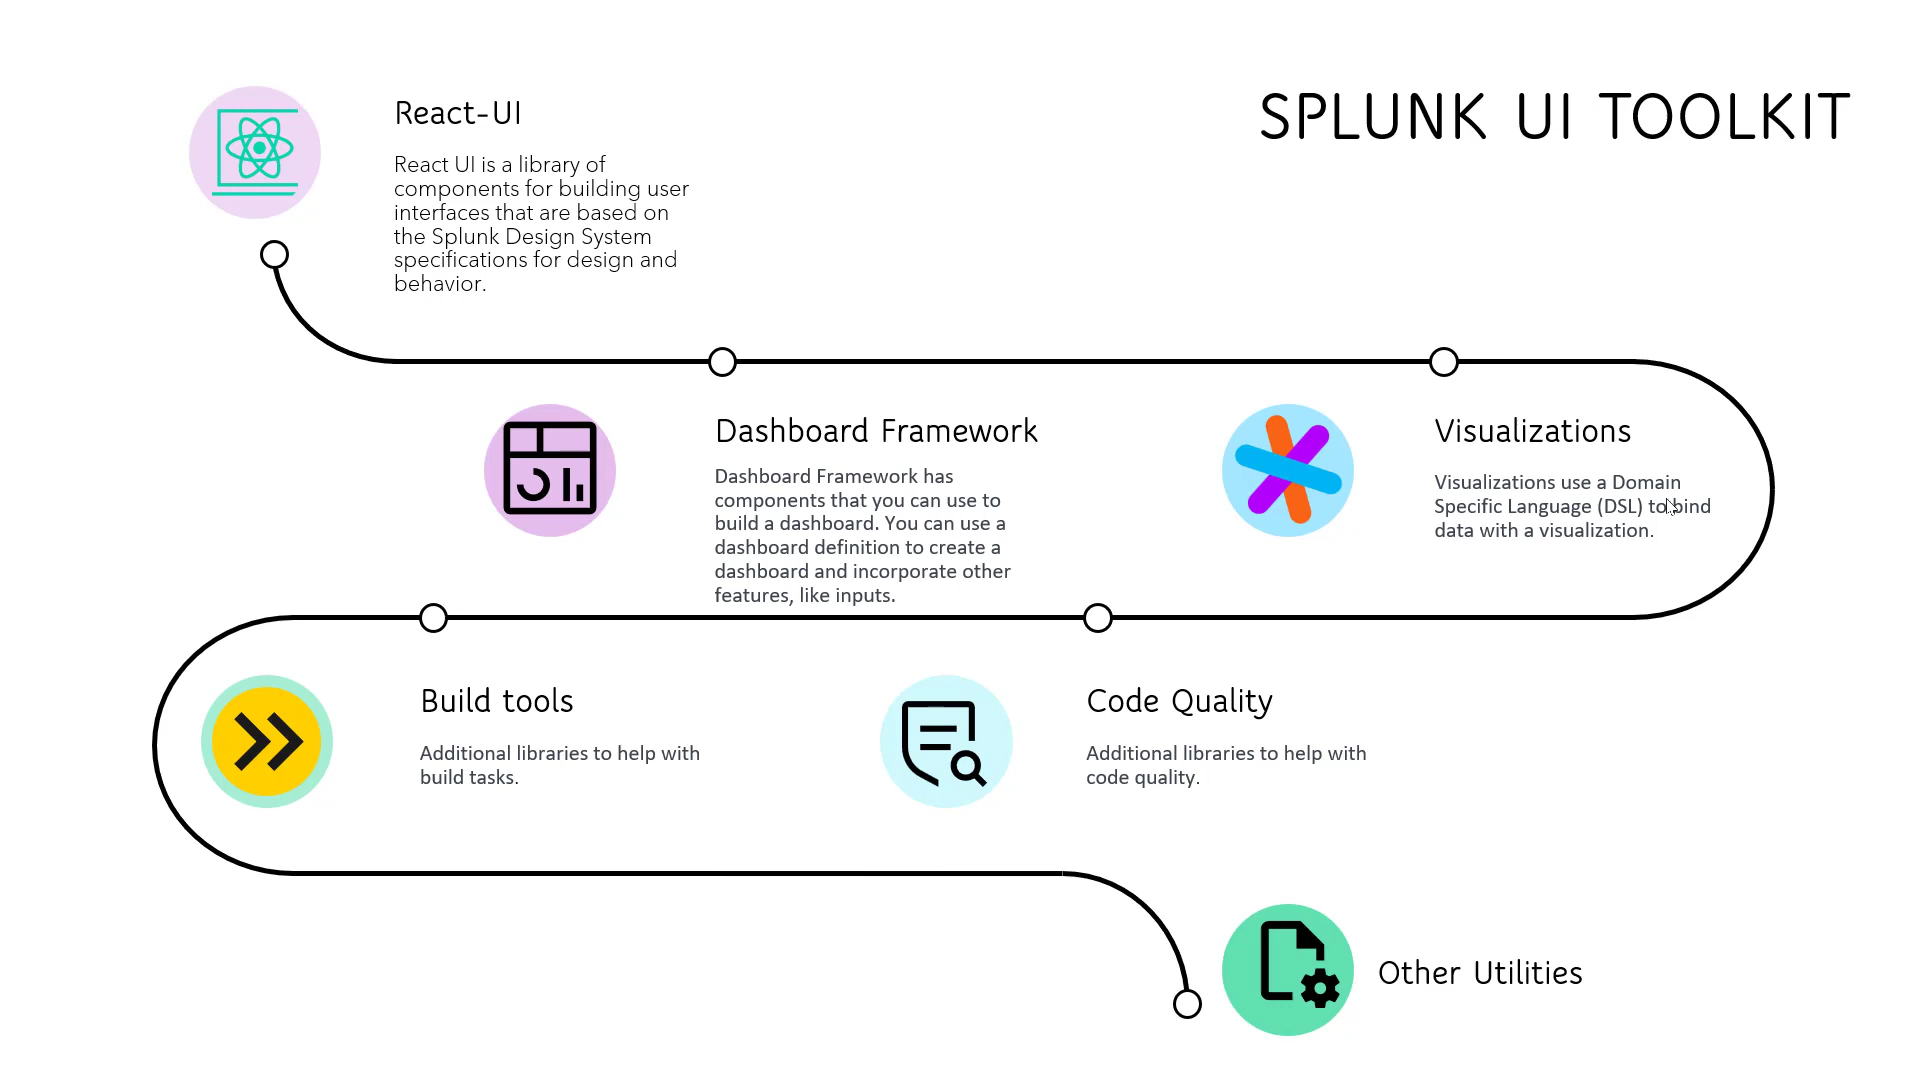 SPLUNK UI TOOLKIT
React-UI
React UI is a library of
components for building user
interfaces that are based on
the Splunk Design System
specifications for design and
behavior.
Dashboard Framework
Dashboard Framework has
components that you can use to
build a dashboard. You can use a
dashboard definition to create a
dashboard and incorporate other
features, like inputs.
Visualizations
Visualizations use a Domain
Specific Language (DSL) to bind
data with a visualization.
Build tools
Additional libraries to help with
build tasks.
Code Quality
Additional libraries to help with
code quality.
Other Utilities